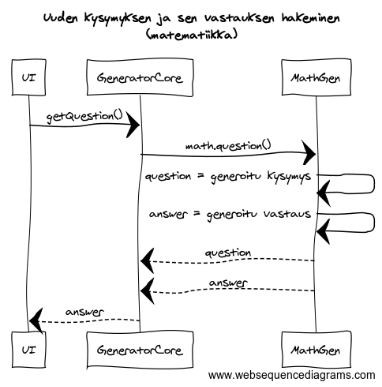 Uuden kysymyksen ja sen vastauksen hakeminen
(matematiikka)
UI
GeneratorCore
MathGen
getQuestion()
math.question()
question = generoitu kysymys
answer = generoitu vastaus
question
answer
answer
UI
GeneratorCore
MathGen
www.websequencediagrams.com